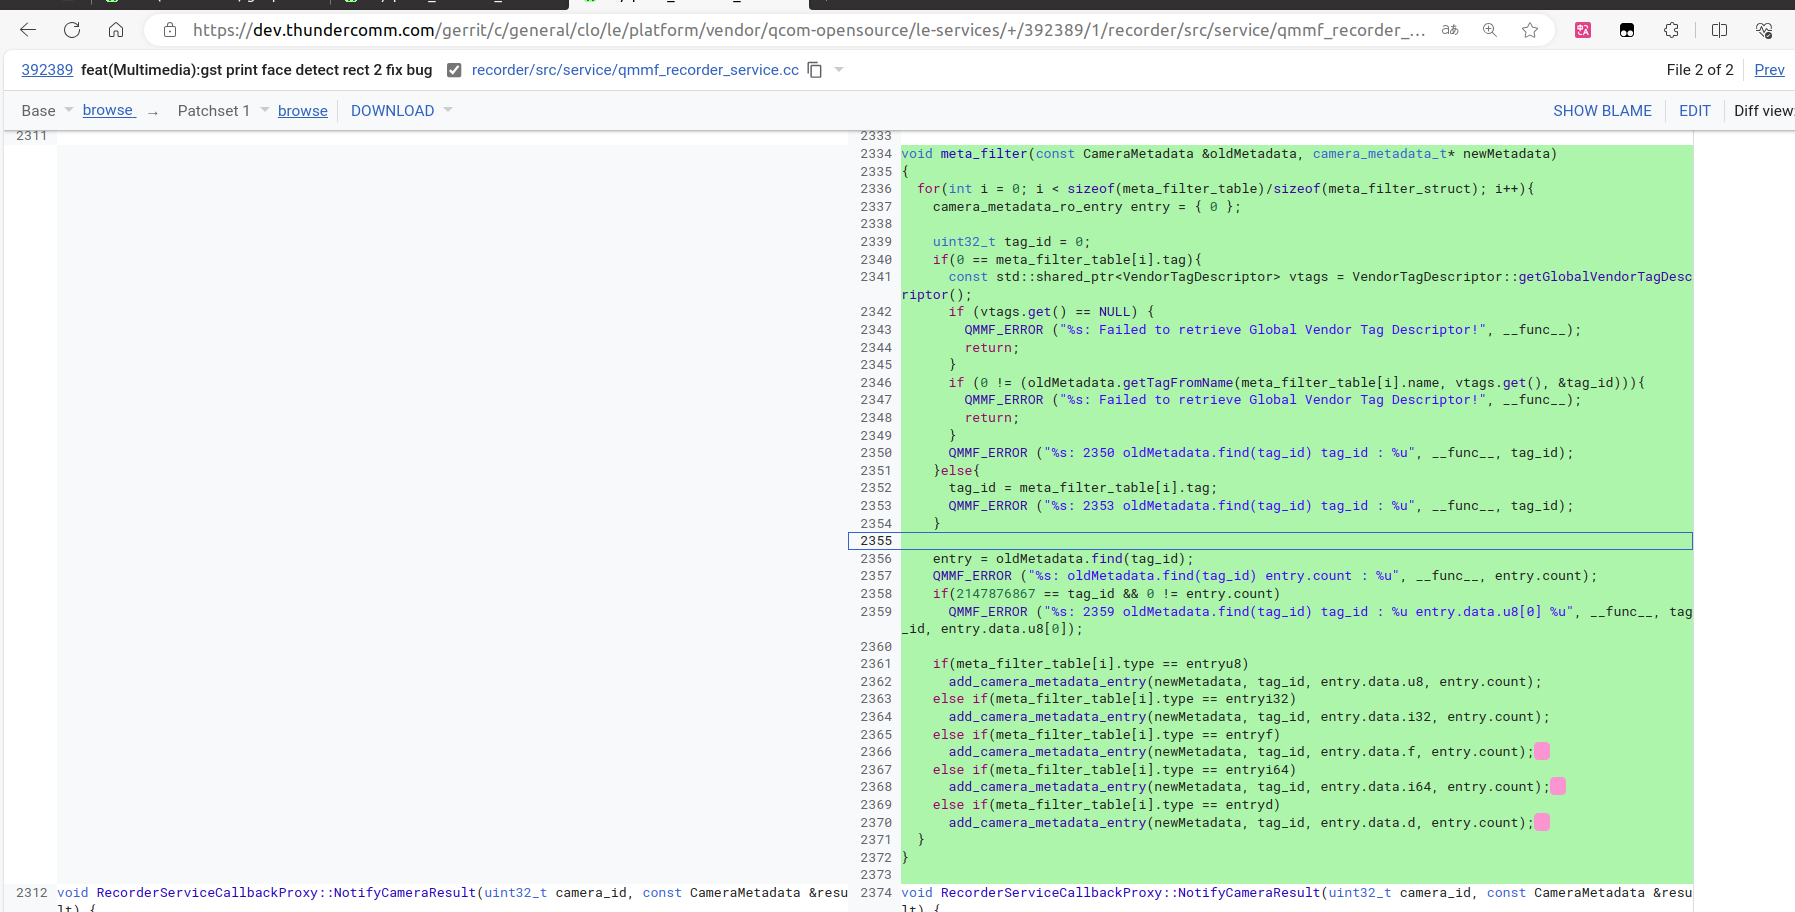 https://dev.thundercomm.com/gerrit/c/general/clo/le/platform/vendor/qcom-opensource/le-services/+/392389/1/recorder/src/service/qmmf_recorder_...
392389 feat(Multimedia):gst print face detect rect 2 fix bug recorder/src/service/qmmf_recorder_service.cc File 2 of 2 Prev
Base browse → Patchset 1 browse DOWNLOAD SHOW BLAME EDIT Diff view:
2311 2333
2334 void meta_filter(const CameraMetadata &oldMetadata, camera_metadata_t* newMetadata)
2335 {
2336   for(int i = 0; i < sizeof(meta_filter_table)/sizeof(meta_filter_struct); i++){
2337     camera_metadata_ro_entry entry = { 0 };
2338
2339     uint32_t tag_id = 0;
2340     if(0 == meta_filter_table[i].tag){
2341       const std::shared_ptr<VendorTagDescriptor> vtags = VendorTagDescriptor::getGlobalVendorTagDesc
riptor();
2342       if (vtags.get() == NULL) {
2343         QMMF_ERROR ("%s: Failed to retrieve Global Vendor Tag Descriptor!", __func__);
2344         return;
2345       }
2346       if (0 != (oldMetadata.getTagFromName(meta_filter_table[i].name, vtags.get(), &tag_id))){
2347         QMMF_ERROR ("%s: Failed to retrieve Global Vendor Tag Descriptor!", __func__);
2348         return;
2349       }
2350       QMMF_ERROR ("%s: 2350 oldMetadata.find(tag_id) tag_id : %u", __func__, tag_id);
2351     }else{
2352       tag_id = meta_filter_table[i].tag;
2353       QMMF_ERROR ("%s: 2353 oldMetadata.find(tag_id) tag_id : %u", __func__, tag_id);
2354     }
2355
2356     entry = oldMetadata.find(tag_id);
2357     QMMF_ERROR ("%s: oldMetadata.find(tag_id) entry.count : %u", __func__, entry.count);
2358     if(2147876867 == tag_id && 0 != entry.count)
2359       QMMF_ERROR ("%s: 2359 oldMetadata.find(tag_id) tag_id : %u entry.data.u8[0] %u", __func__, tag
_id, entry.data.u8[0]);
2360
2361     if(meta_filter_table[i].type == entryu8)
2362       add_camera_metadata_entry(newMetadata, tag_id, entry.data.u8, entry.count);
2363     else if(meta_filter_table[i].type == entryi32)
2364       add_camera_metadata_entry(newMetadata, tag_id, entry.data.i32, entry.count);
2365     else if(meta_filter_table[i].type == entryf)
2366       add_camera_metadata_entry(newMetadata, tag_id, entry.data.f, entry.count);
2367     else if(meta_filter_table[i].type == entryi64)
2368       add_camera_metadata_entry(newMetadata, tag_id, entry.data.i64, entry.count);
2369     else if(meta_filter_table[i].type == entryd)
2370       add_camera_metadata_entry(newMetadata, tag_id, entry.data.d, entry.count);
2371   }
2372 }
2373
2312 void RecorderServiceCallbackProxy::NotifyCameraResult(uint32_t camera_id, const CameraMetadata &resu 2374 void RecorderServiceCallbackProxy::NotifyCameraResult(uint32_t camera_id, const CameraMetadata &resu
lt) { lt) {